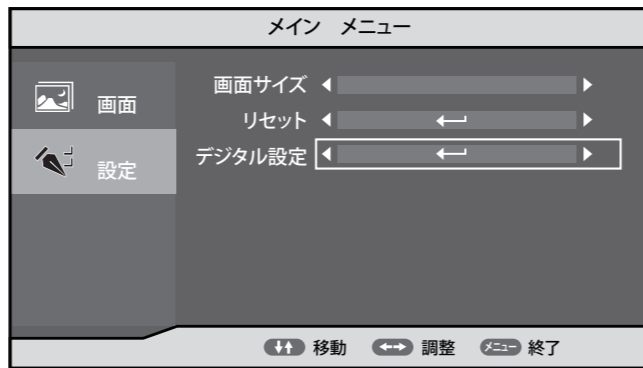 メイン メニュー
画面
設定
画面サイズ
リセット
デジタル設定
移動 調整 メニュー 終了